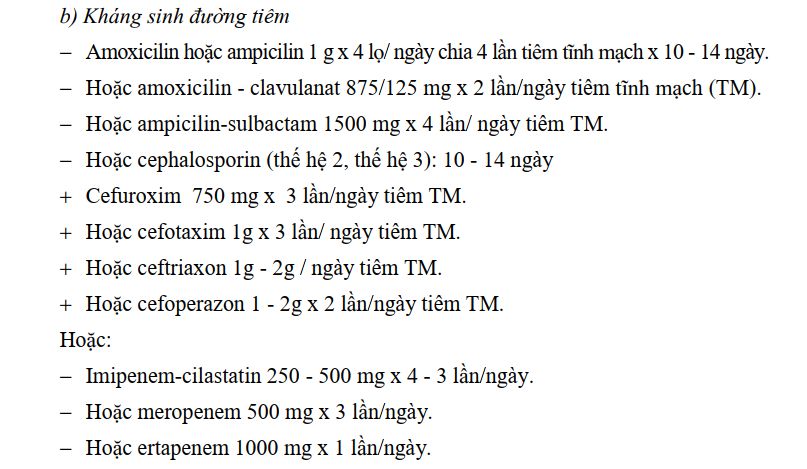 b) Kháng sinh đường tiêm
– Amoxicilin hoặc ampicilin 1 g x 4 lọ/ ngày chia 4 lần tiêm tĩnh mạch x 10 - 14 ngày.
– Hoặc amoxicilin - clavulanat 875/125 mg x 2 lần/ngày tiêm tĩnh mạch (TM).
– Hoặc ampicilin-sulbactam 1500 mg x 4 lần/ ngày tiêm TM.
– Hoặc cephalosporin (thế hệ 2, thế hệ 3): 10 - 14 ngày
+ Cefuroxim 750 mg x 3 lần/ngày tiêm TM.
+ Hoặc cefotaxim 1g x 3 lần/ ngày tiêm TM.
+ Hoặc ceftriaxon 1g - 2g / ngày tiêm TM.
+ Hoặc cefoperazon 1 - 2g x 2 lần/ngày tiêm TM.
Hoặc:
– Imipenem-cilastatin 250 - 500 mg x 4 - 3 lần/ngày.
– Hoặc meropenem 500 mg x 3 lần/ngày.
– Hoặc ertapenem 1000 mg x 1 lần/ngày.